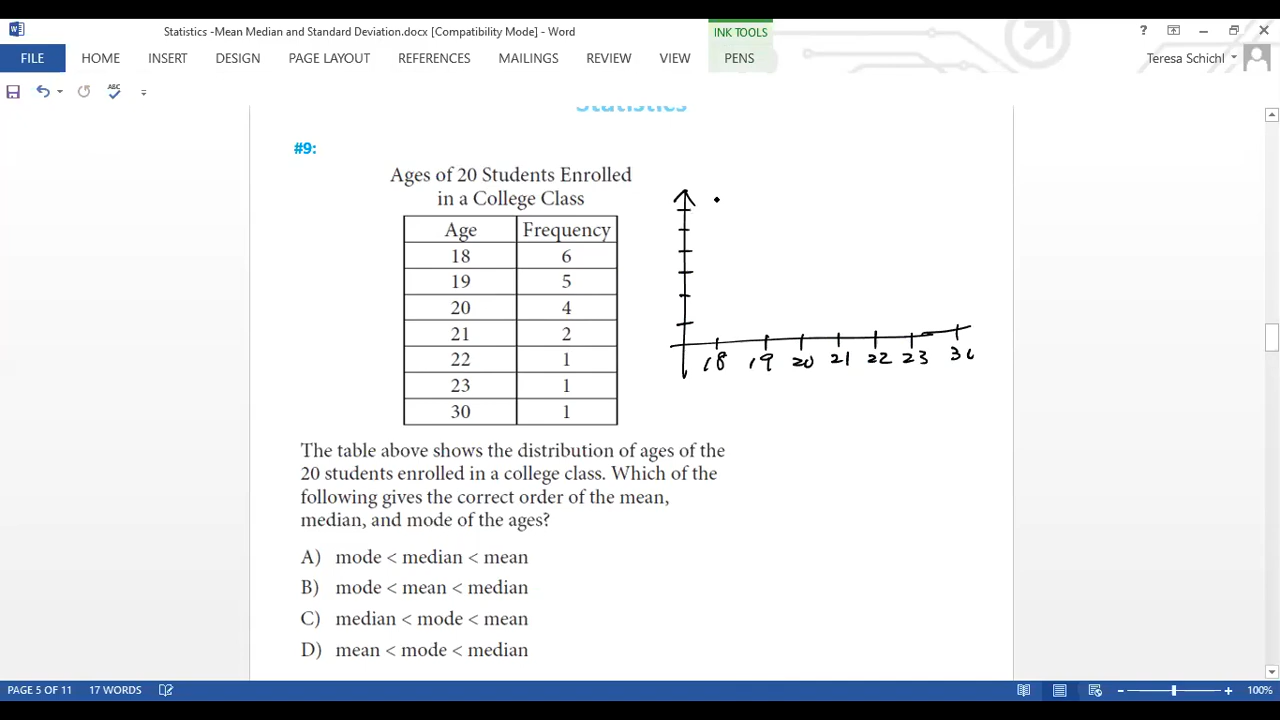 Statistics -Mean Median and Standard Deviation.docx [Compatibility Mode] - Word
INK TOOLS
?
FILE
HOME
INSERT
DESIGN
PAGE LAYOUT
REFERENCES
MAILINGS
REVIEW
VIEW
PENS
Teresa Schichl
ABC
Statistics
#9:
Ages of 20 Students Enrolled
in a College Class
Age Frequency
18 6
19 5
20 4
21 2
22 1
23 1
30 1
18 19 20 21 22 23 30
The table above shows the distribution of ages of the
20 students enrolled in a college class. Which of the
following gives the correct order of the mean,
median, and mode of the ages?
A) mode < median < mean
B) mode < mean < median
C) median < mode < mean
D) mean < mode < median
PAGE 5 OF 11 17 WORDS
100%